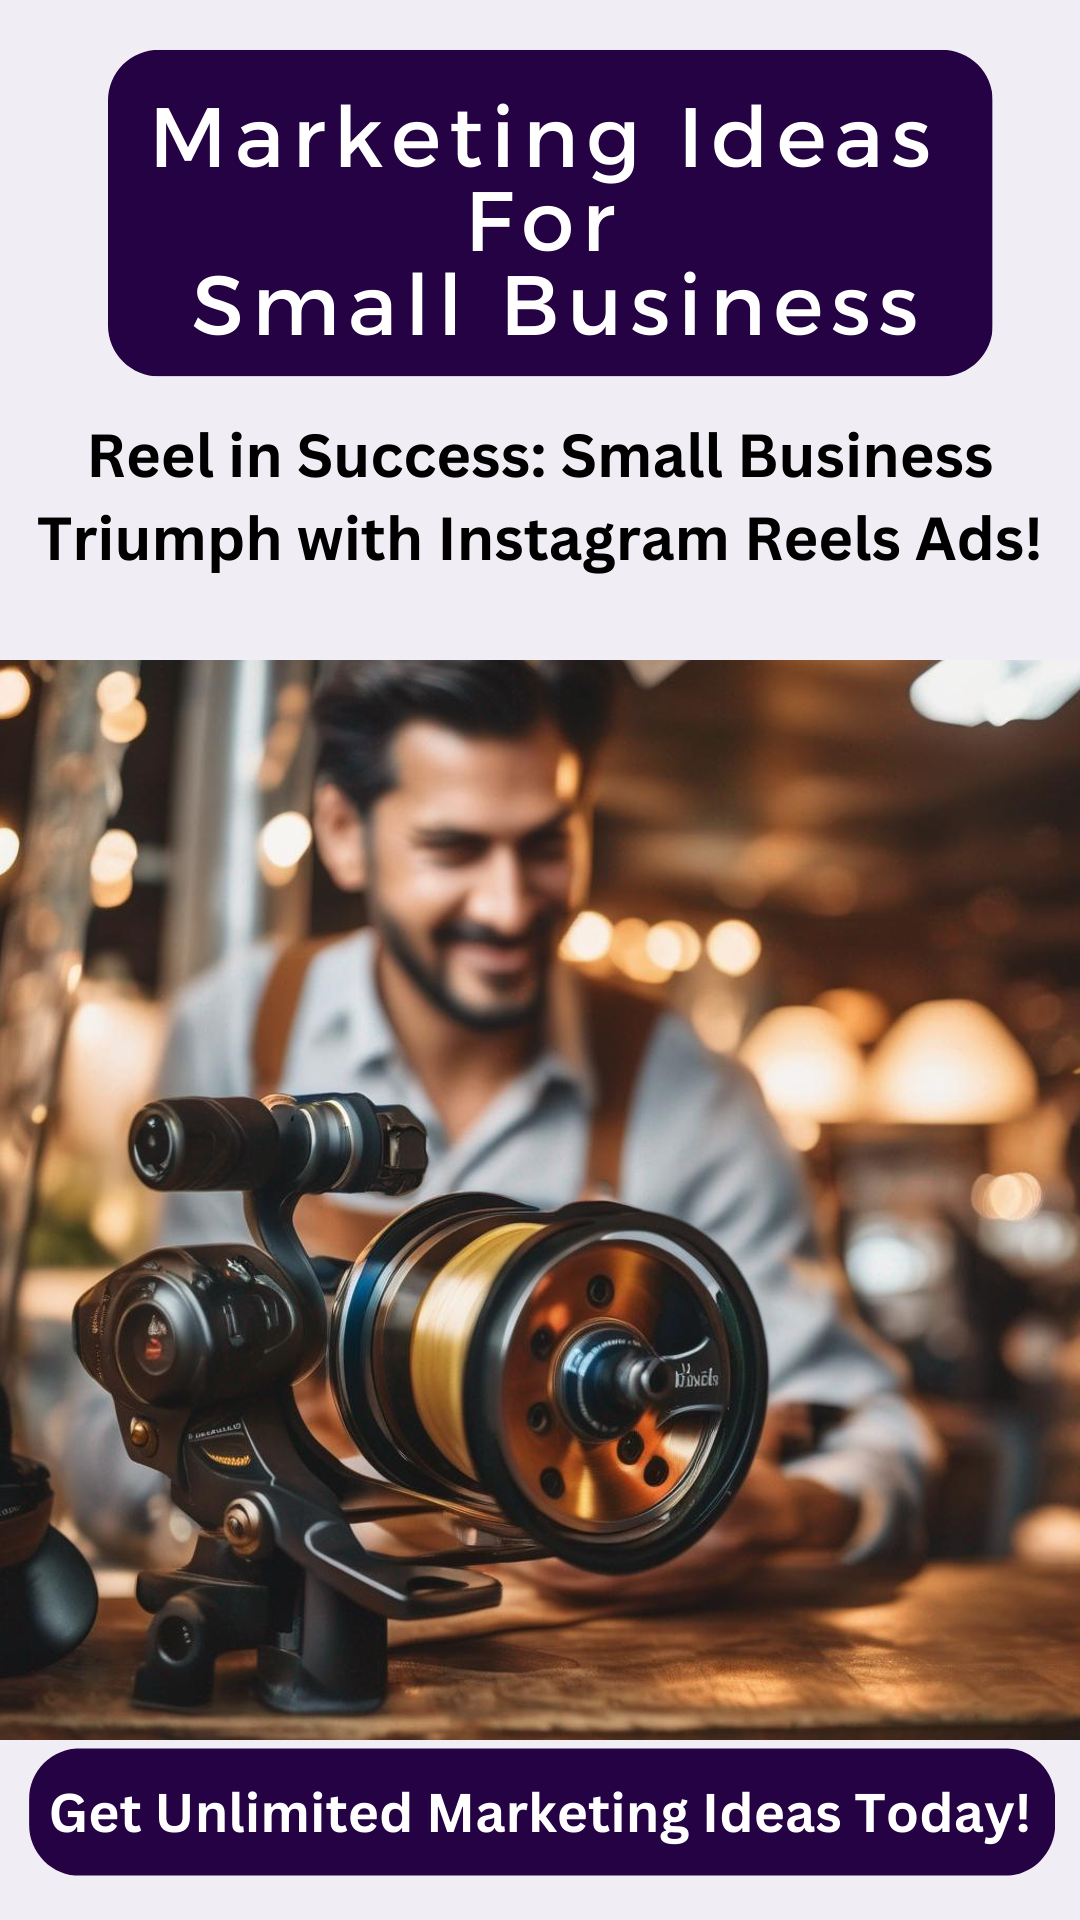 Marketing Ideas
For
Small Business
Reel in Success: Small Business
Triumph with Instagram Reels Ads!
Get Unlimited Marketing Ideas Today!